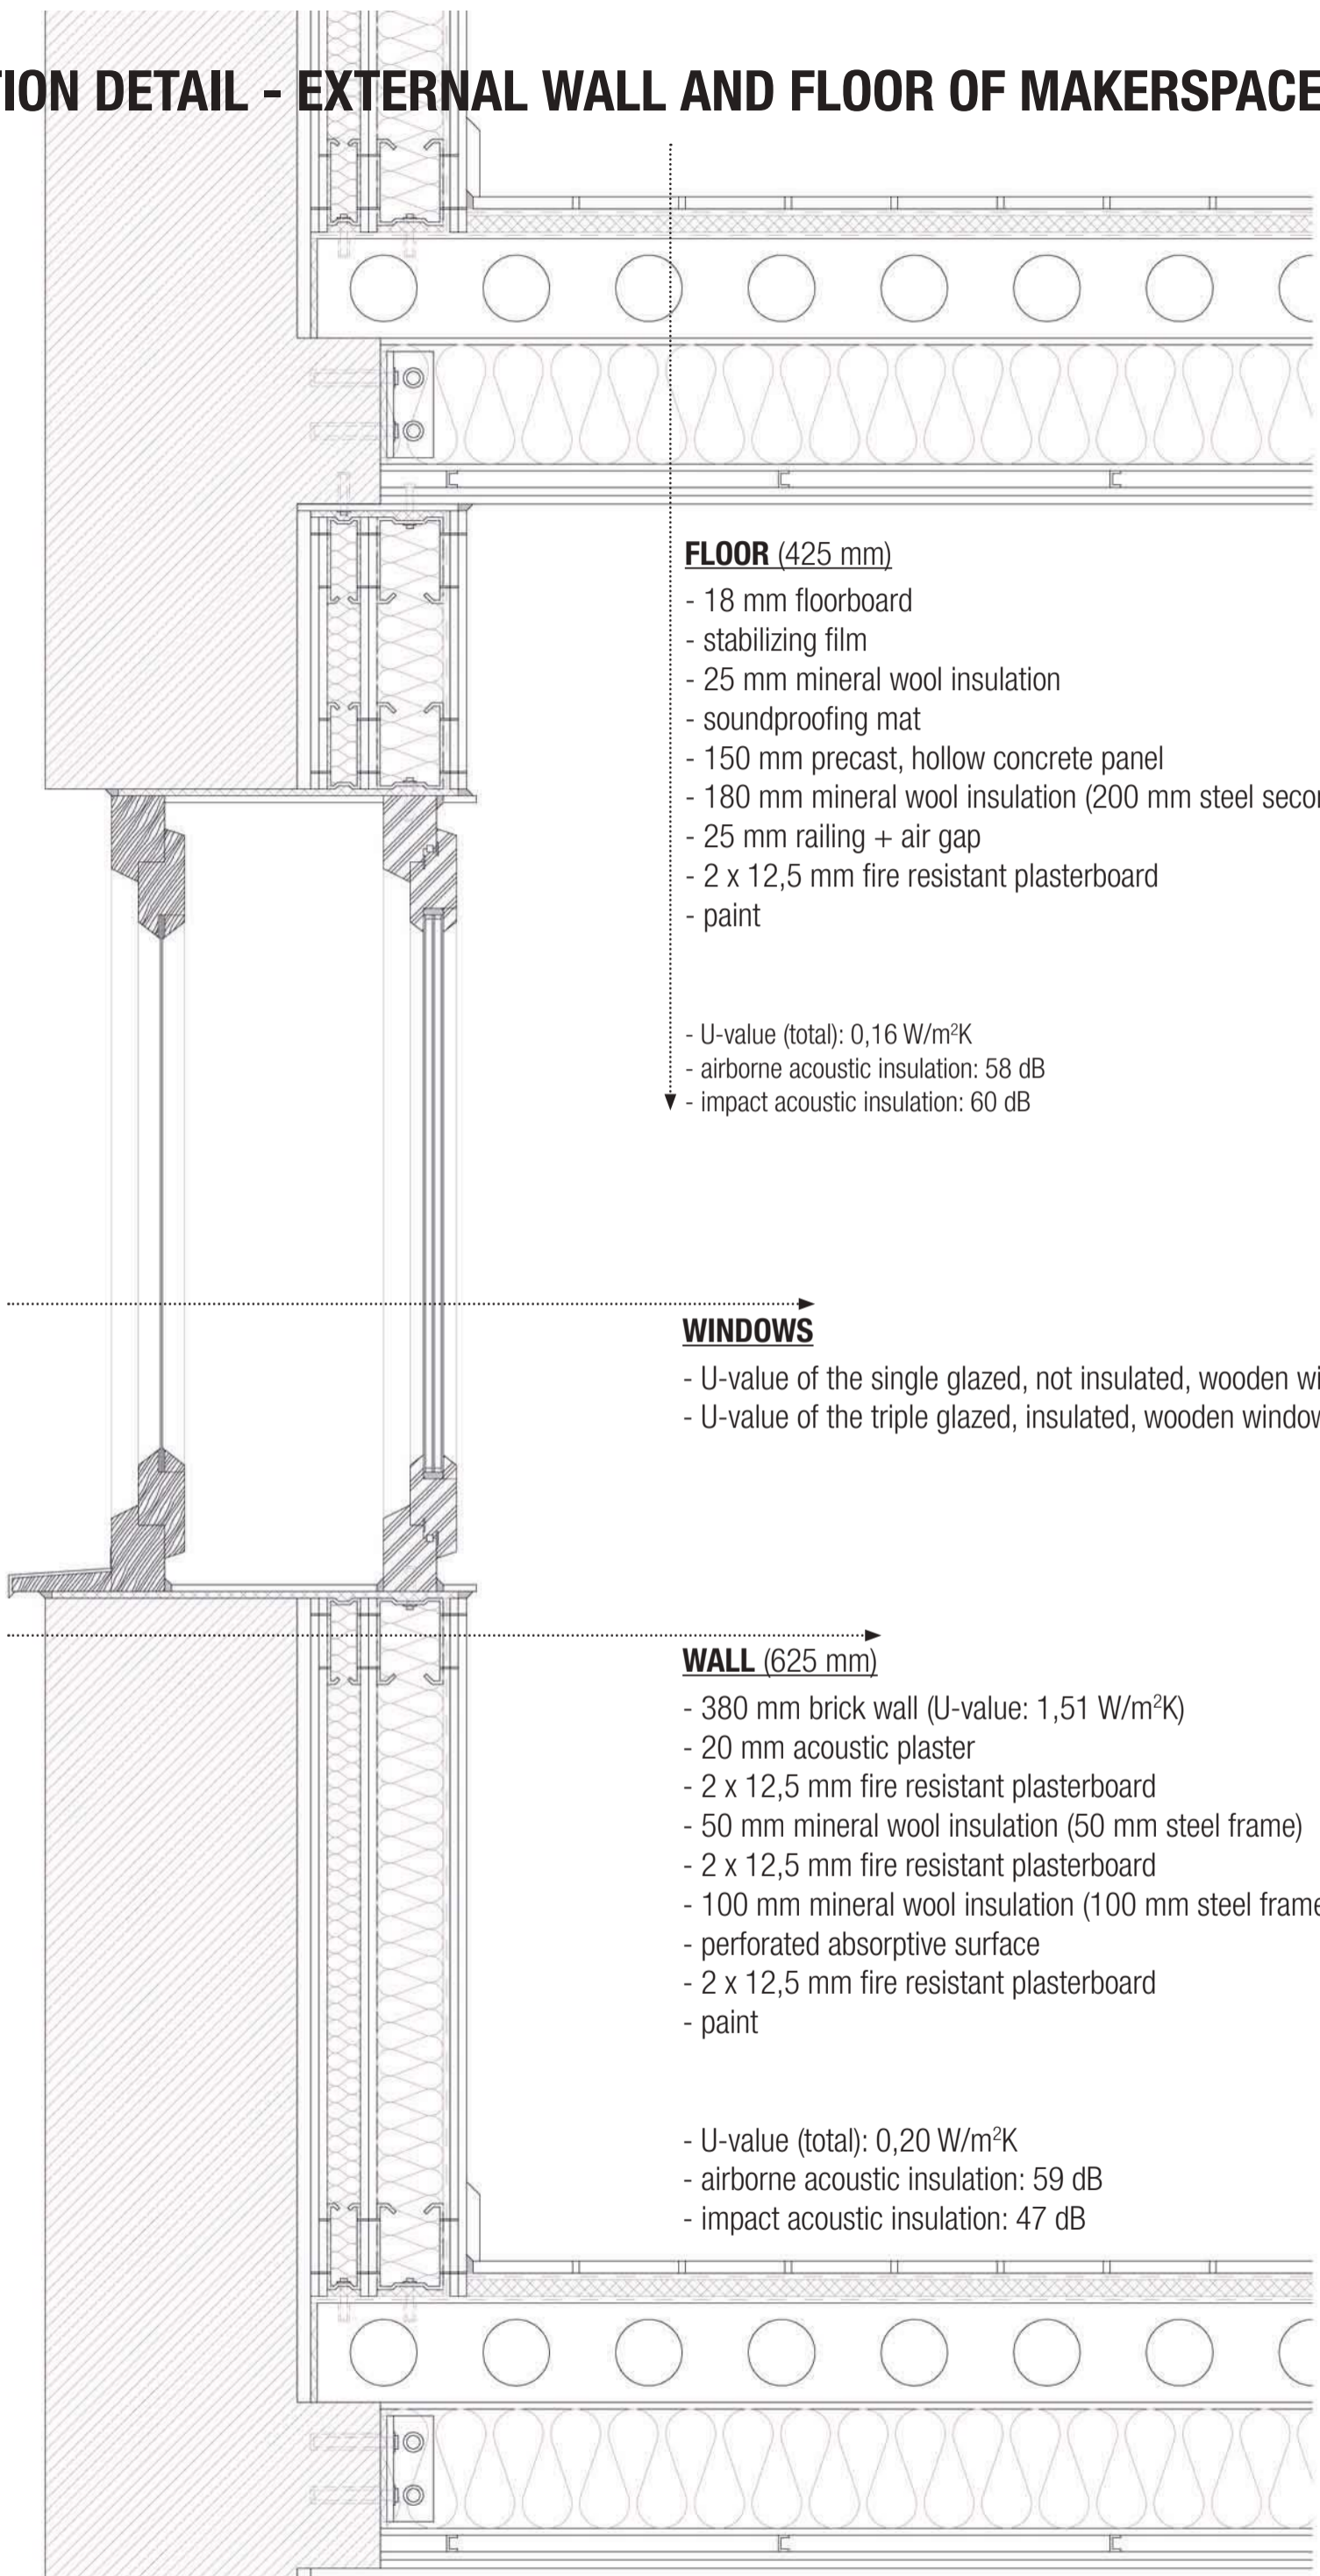 TION DETAIL - EXTERNAL WALL AND FLOOR OF MAKERSPACE
FLOOR (425 mm)
- 18 mm floorboard
- stabilizing film
- 25 mm mineral wool insulation
- soundproofing mat
- 150 mm precast, hollow concrete panel
- 180 mm mineral wool insulation (200 mm steel
- 25 mm railing + air gap
- 2 x 12,5 mm fire resistant plasterboard
- paint
- U-value (total): 0,16 W/m²K
- airborne acoustic insulation: 58 dB
- impact acoustic insulation: 60 dB
WINDOWS
- U-value of the single glazed, not insulated, wooden
- U-value of the triple glazed, insulated, wooden window
WALL (625 mm)
- 380 mm brick wall (U-value: 1,51 W/m²K)
- 20 mm acoustic plaster
- 2 x 12,5 mm fire resistant plasterboard
- 50 mm mineral wool insulation (50 mm steel frame)
- 2 x 12,5 mm fire resistant plasterboard
- 100 mm mineral wool insulation (100 mm steel frame
- perforated absorptive surface
- 2 x 12,5 mm fire resistant plasterboard
- paint
- U-value (total): 0,20 W/m²K
- airborne acoustic insulation: 59 dB
- impact acoustic insulation: 47 dB